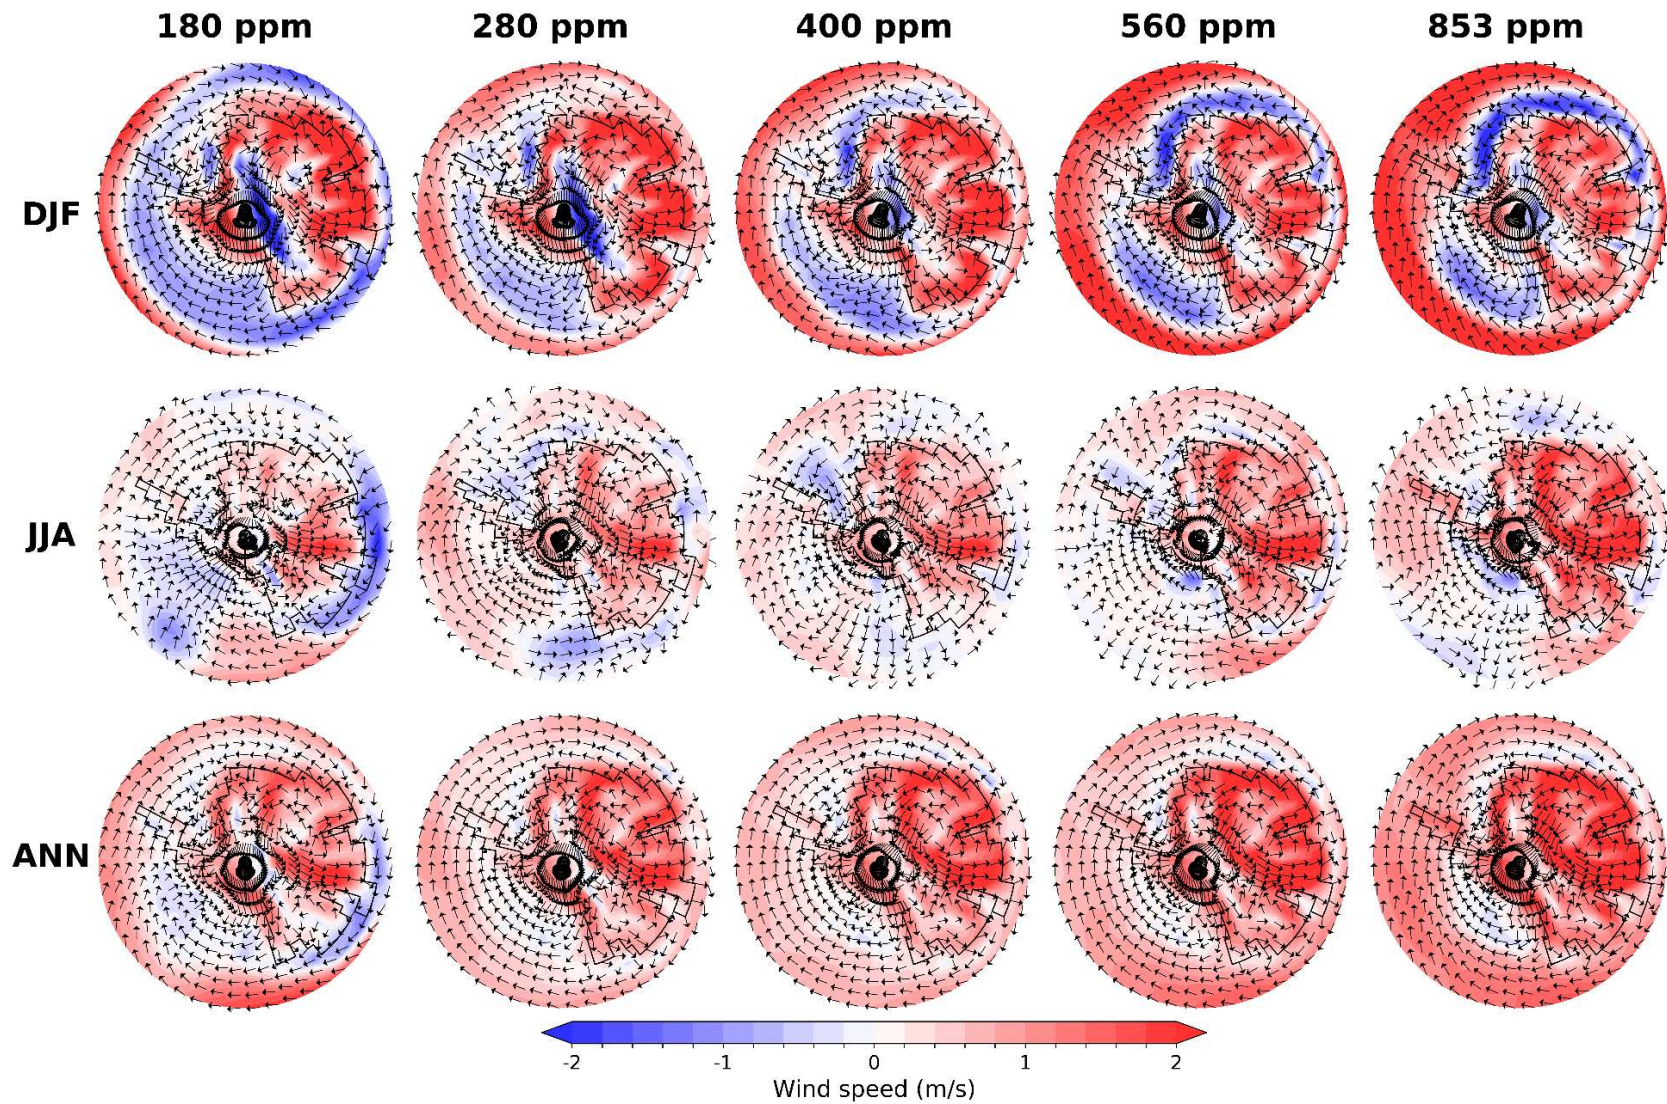 180 ppm 280 ppm 400 ppm 560 ppm 853 ppm
DJF
JJA
ANN
-2 -1 0 1 2
Wind speed (m/s)